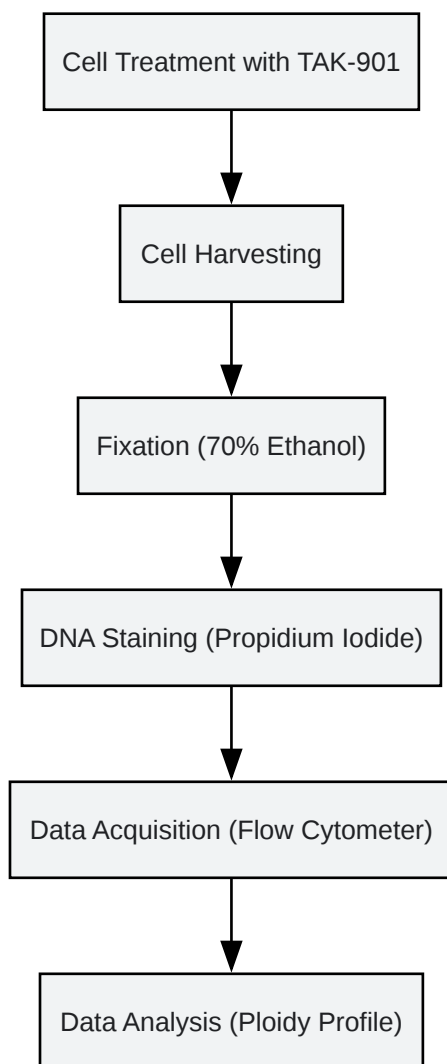 Cell Treatment with TAK-901
Cell Harvesting
Fixation (70% Ethanol)
DNA Staining (Propidium Iodide)
Data Acquisition (Flow Cytometer)
Data Analysis (Ploidy Profile)